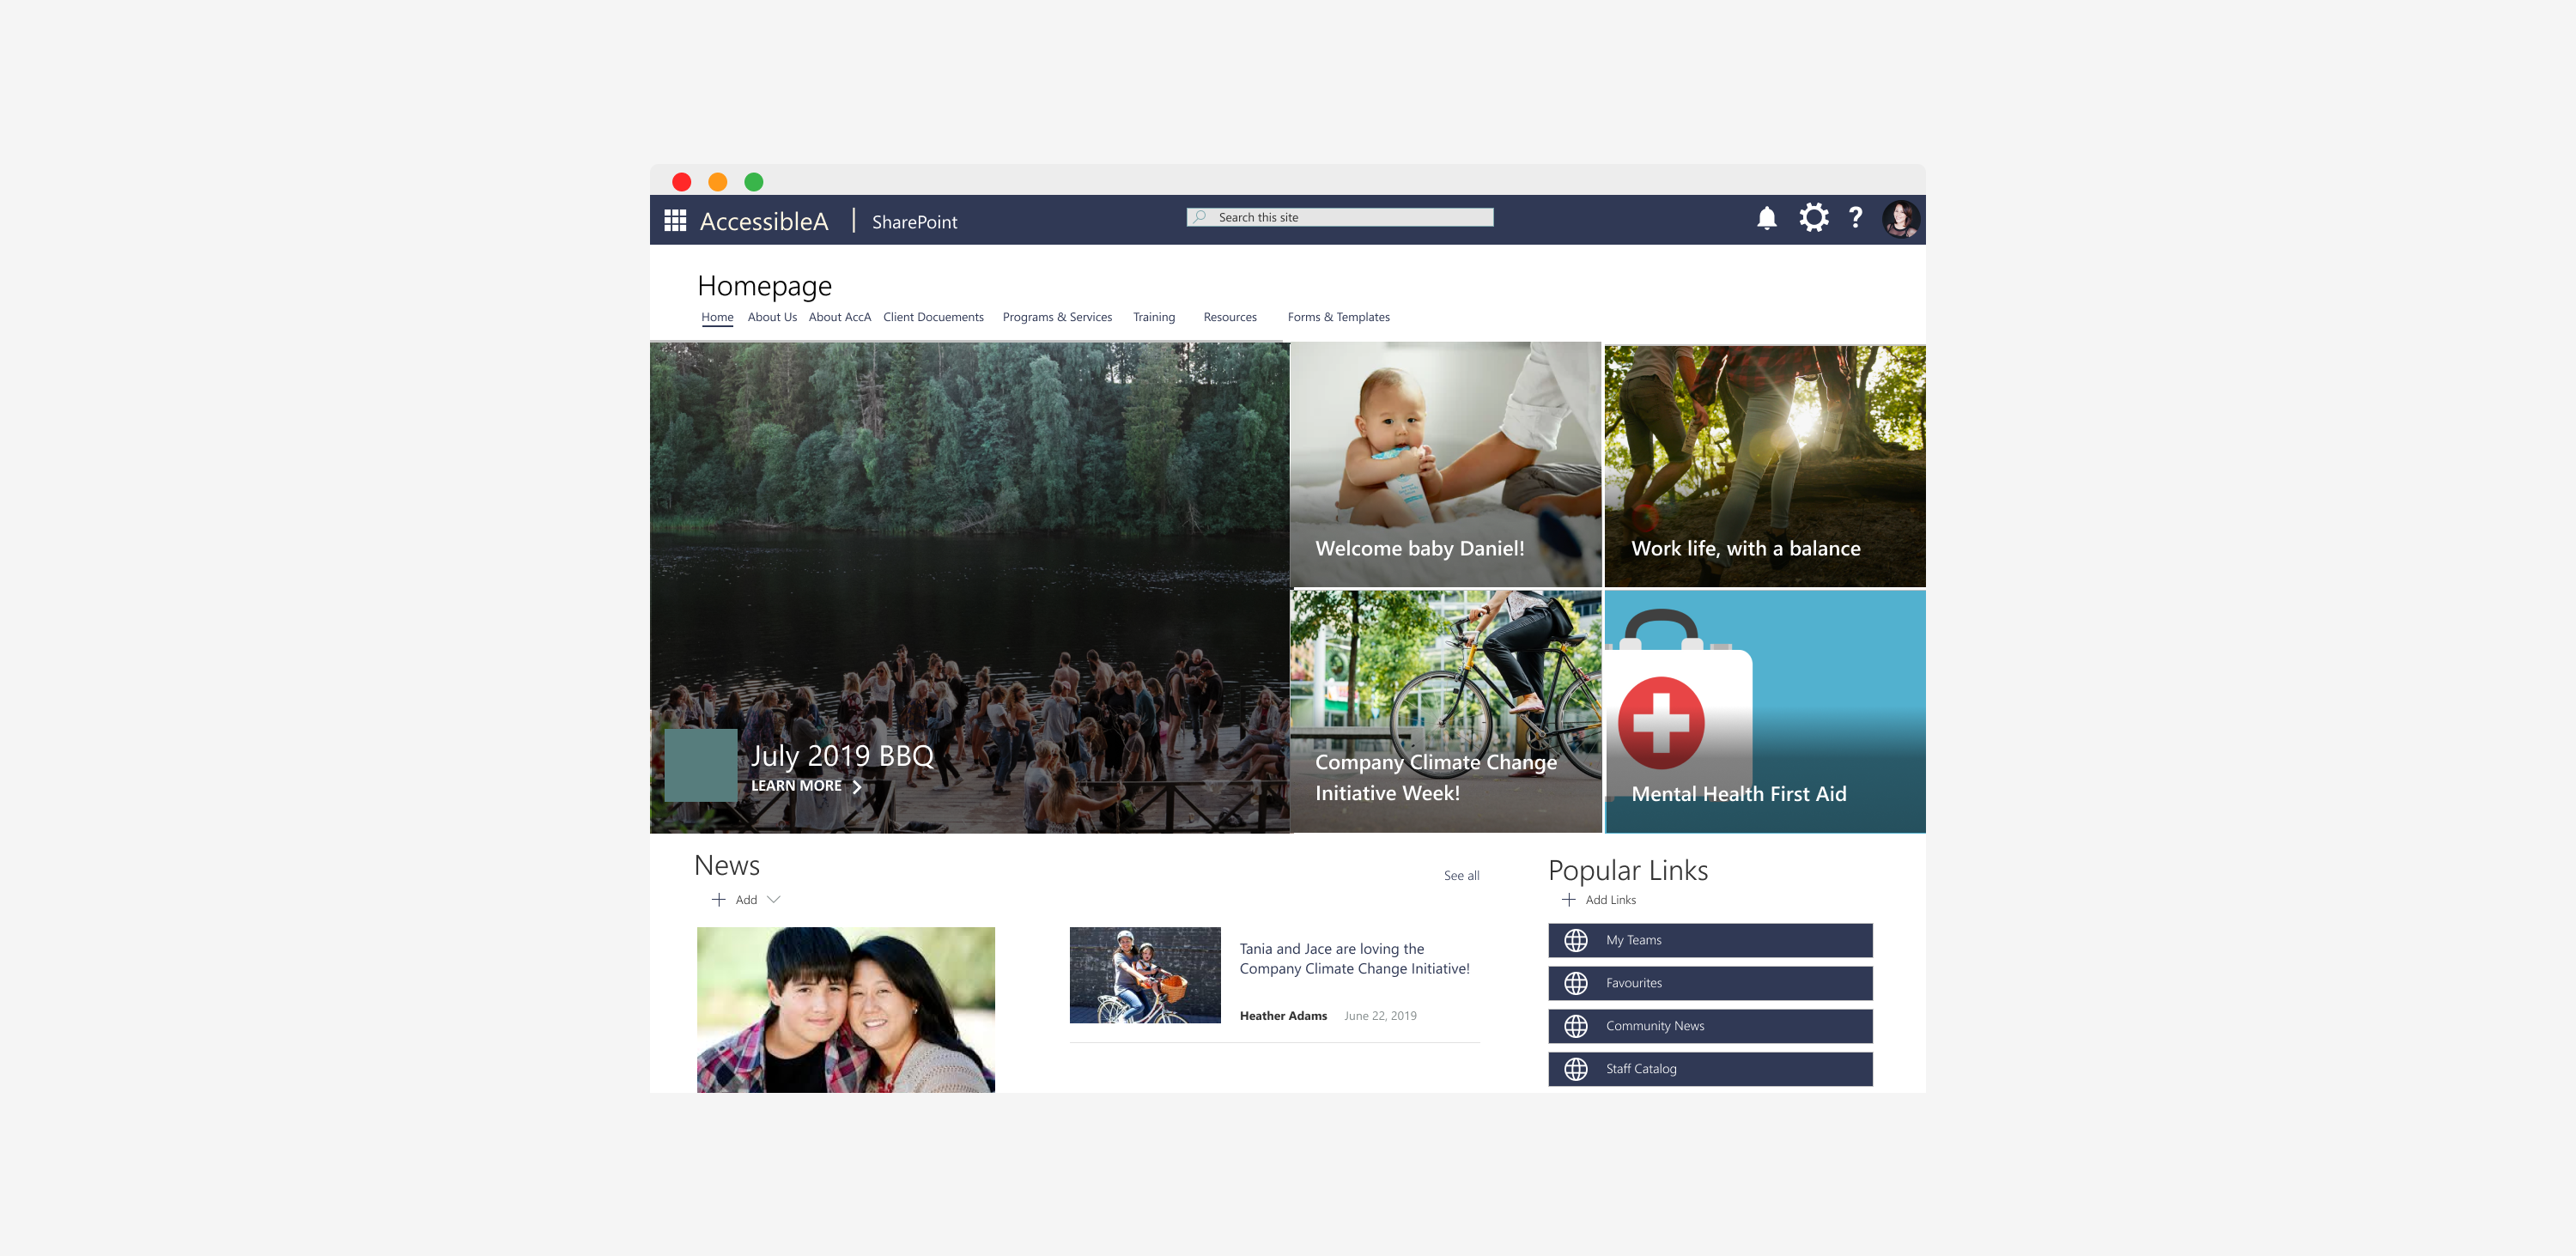 AccessibleA | SharePoint
Search this site
?
Homepage
Home About Us About AccA Client Docuements Programs & Services Training Resources Forms & Templates
Welcome baby Daniel!
Work life, with a balance
July 2019 BBQ
LEARN MORE
Company Climate Change
Initiative Week!
Mental Health First Aid
News
See all
Add
Tania and Jace are loving the
Company Climate Change Initiative!
Heather Adams June 22, 2019
Popular Links
Add Links
My Teams
Favourites
Community News
Staff Catalog